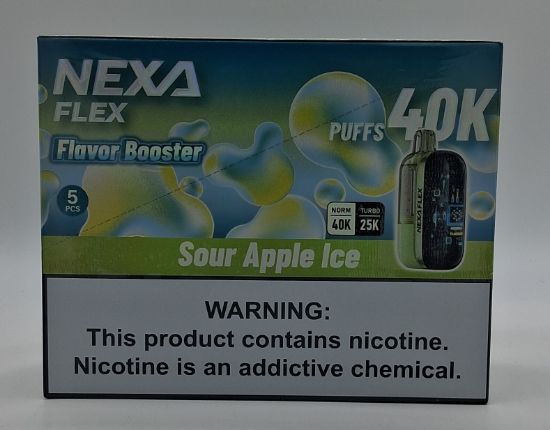 NEXA
FLEX
Flavor Booster
PUFFS 40K
5
PCS
NORM TURBO
40K 25K
NEXA FLEX
Sour Apple Ice
WARNING:
This product contains nicotine.
Nicotine is an addictive chemical.